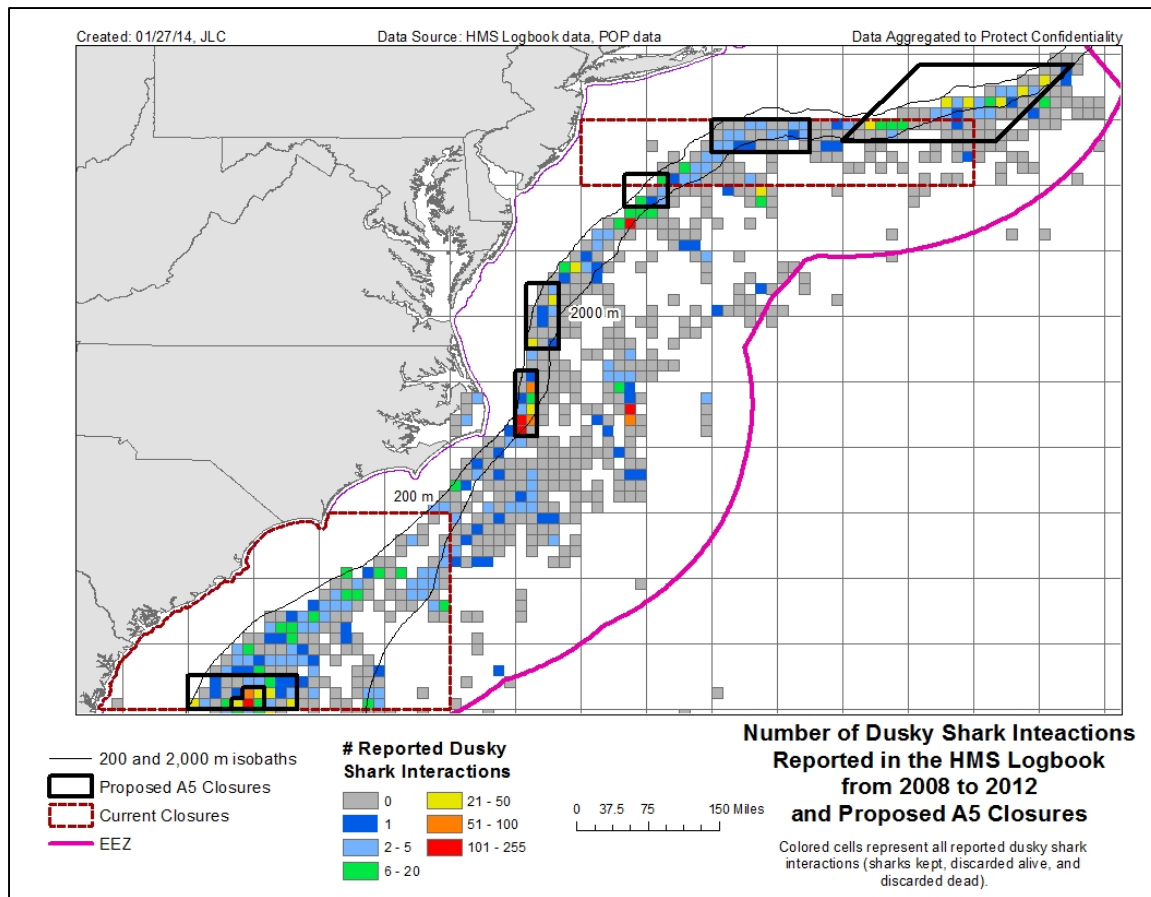 Created: 01/27/14, JLC
Data Source: HMS Logbook data, POP data
Data Aggregated to Protect Confidentiality
2000 m
200 m
200 and 2,000 m isobaths
Proposed A5 Closures
Current Closures
EEZ
# Reported Dusky
Shark Interactions
0
1
2 - 5
6 - 20
21 - 50
51 - 100
101 - 255
0 37.5 75 150 Miles
Number of Dusky Shark Inteactions
Reported in the HMS Logbook
from 2008 to 2012
and Proposed A5 Closures
Colored cells represent all reported dusky shark
interactions (sharks kept, discarded alive, and
discarded dead).